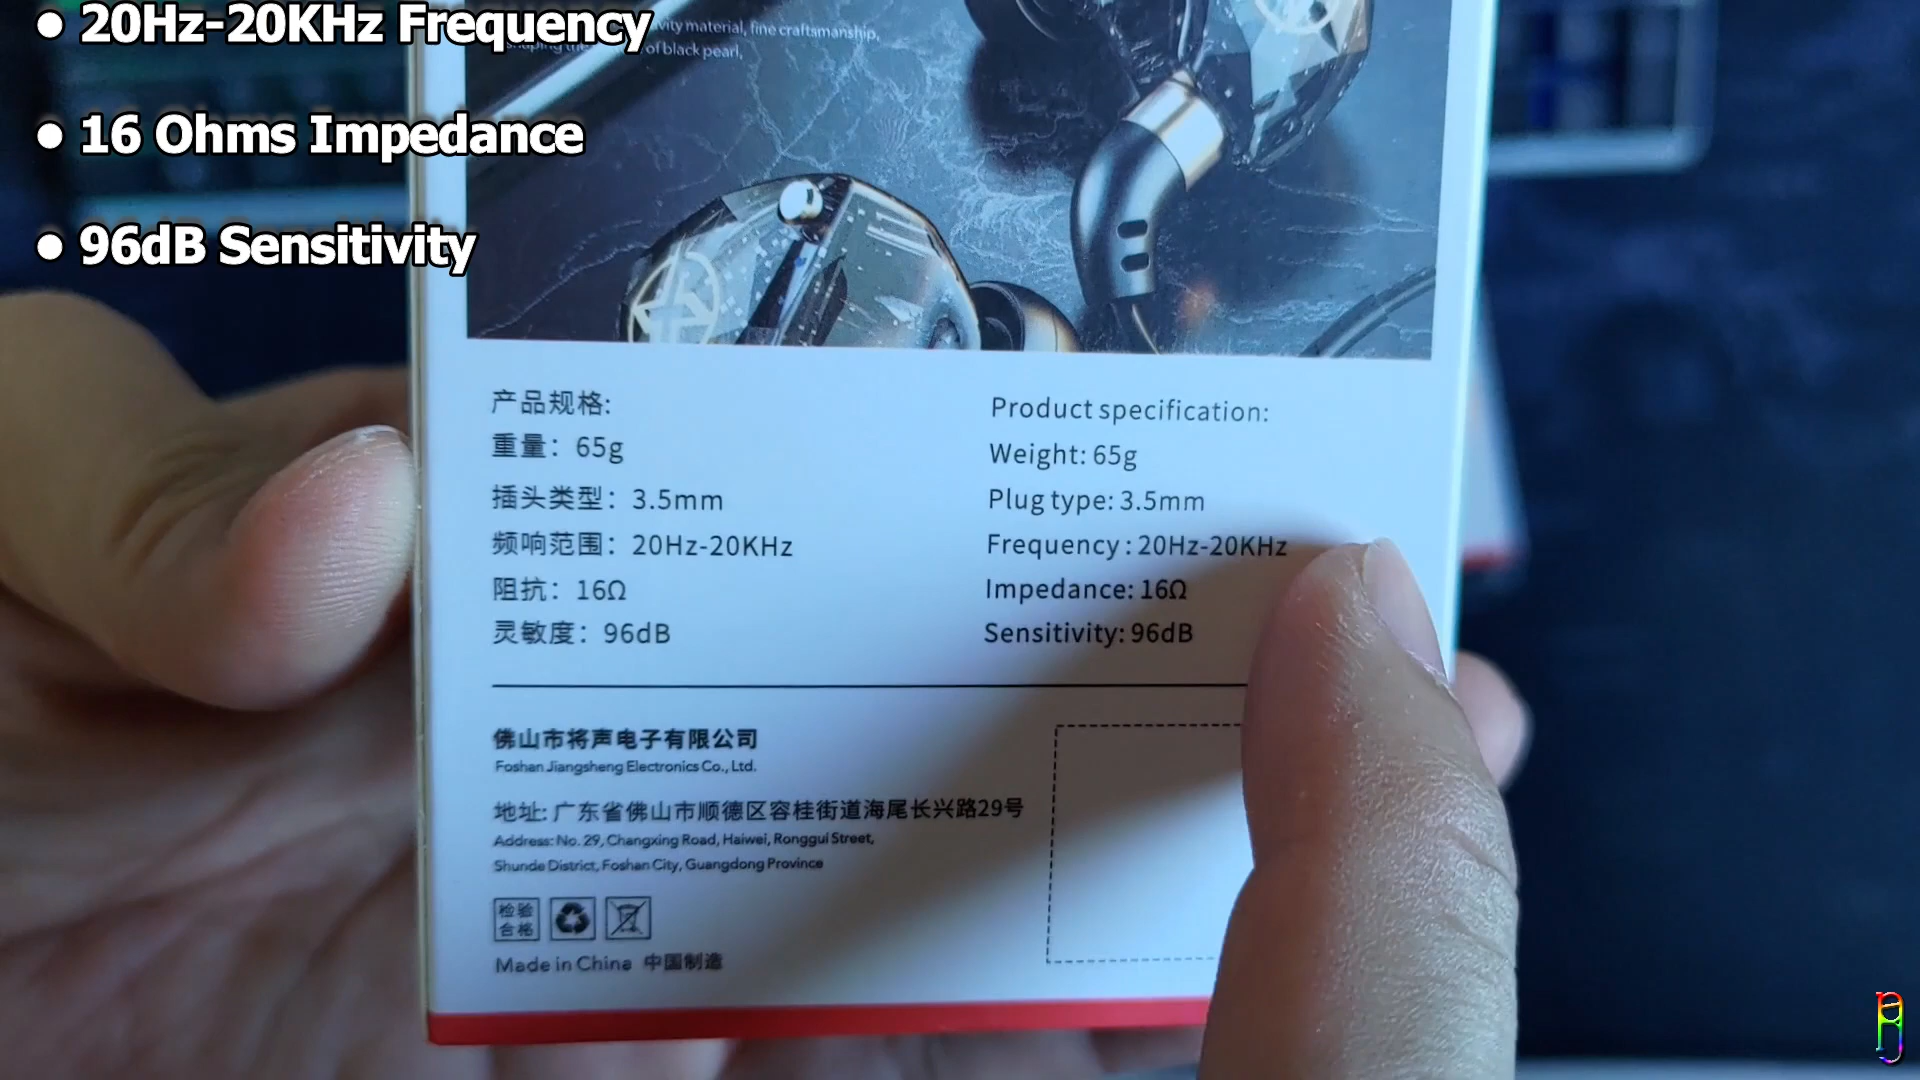 • 20Hz-20KHz Frequency
• 16 Ohms Impedance
• 96dB Sensitivity
material, fine craftsmanship,
of black pearl,
产品规格:
重量：65g
插头类型：3.5mm
频响范围：20Hz-20KHz
阻抗：16Ω
灵敏度：96dB
Product specification:
Weight: 65g
Plug type: 3.5mm
Frequency: 20Hz-20KHz
Impedance: 16Ω
Sensitivity: 96dB
佛山市将声电子有限公司
Foshan Jiangsheng Electronics Co., Ltd.
地址: 广东省佛山市顺德区容桂街道海尾长兴路29号
Address: No. 29, Changxing Road, Haiwei, Ronggui Street,
Shunde District, Foshan City, Guangdong Province
检验
合格
Made in China 中国制造